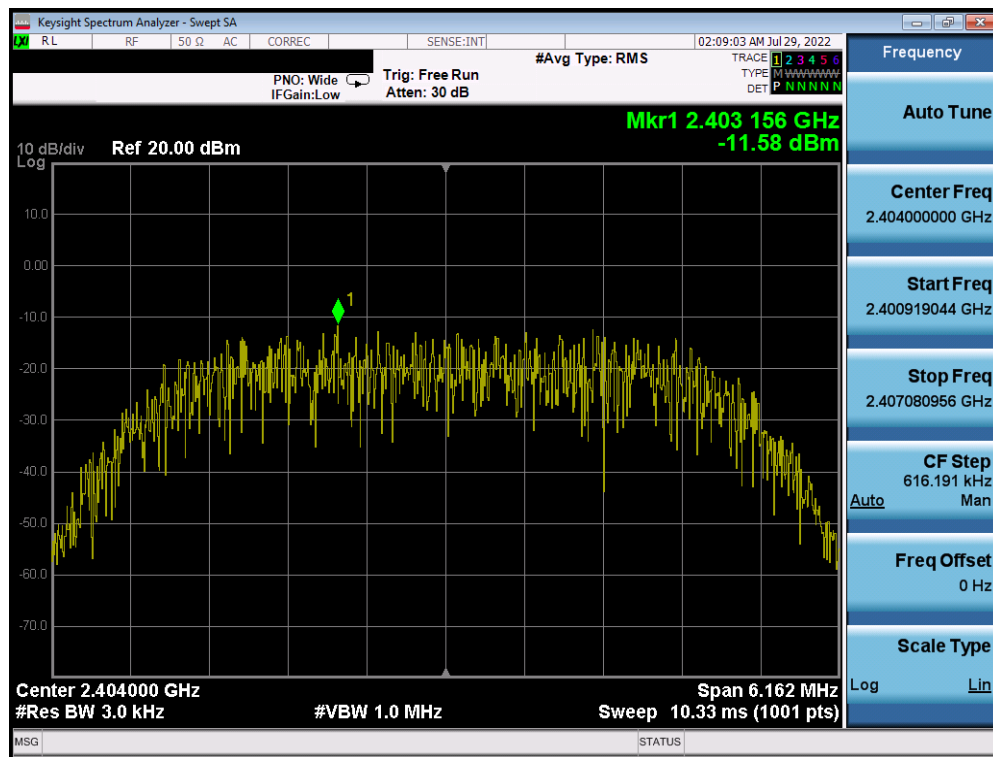 Keysight Spectrum Analyzer - Swept SA
LXI RL RF 50 Ω AC CORREC SENSE:INT 02:09:03 AM Jul 29, 2022
#Avg Type: RMS
TRACE 1 2 3 4 5 6
PNO: Wide Trig: Free Run
TYPE M W W W W W
IFGain:Low Atten: 30 dB
DET P N N N N N
Mkr1 2.403 156 GHz
-11.58 dBm
10 dB/div Ref 20.00 dBm
Log
10.0
0.00
-10.0
-20.0
-30.0
-40.0
-50.0
-60.0
-70.0
1
Center 2.404000 GHz Span 6.162 MHz
#Res BW 3.0 kHz #VBW 1.0 MHz Sweep 10.33 ms (1001 pts)
MSG STATUS
Frequency
Auto Tune
Center Freq
2.404000000 GHz
Start Freq
2.400919044 GHz
Stop Freq
2.407080956 GHz
CF Step
616.191 kHz
Auto Man
Freq Offset
0 Hz
Scale Type
Log Lin